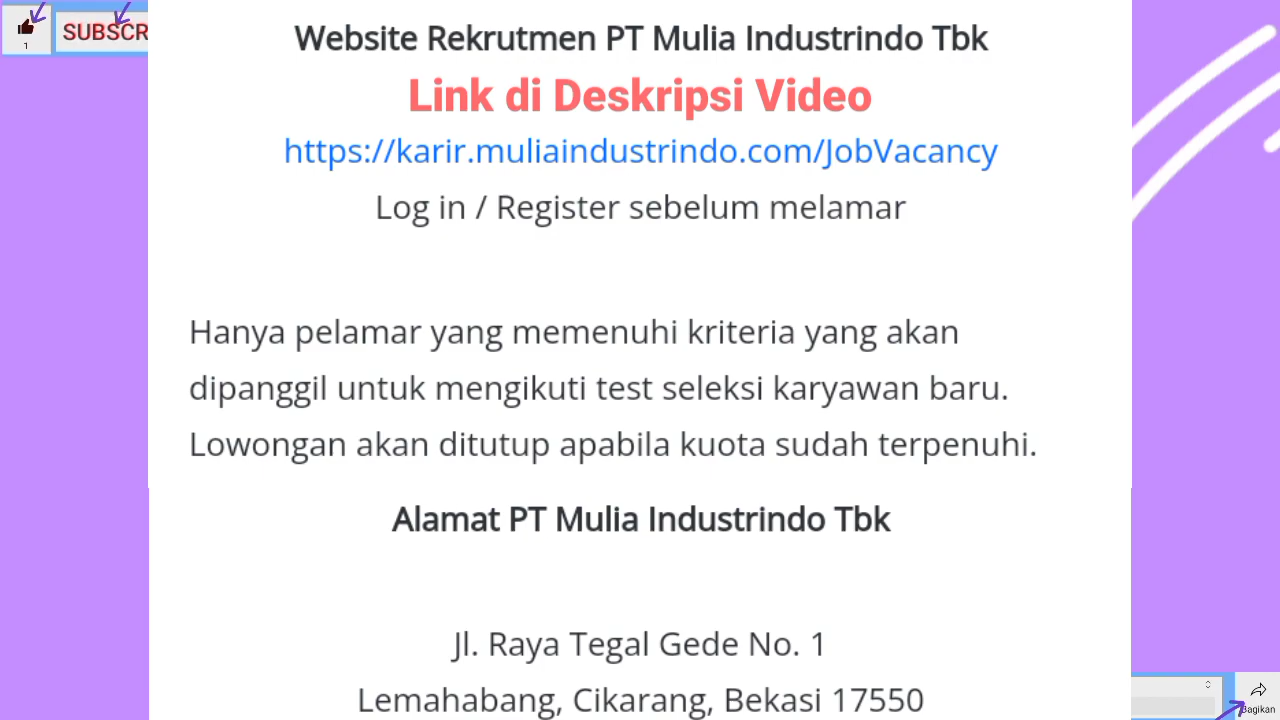 1
SUBSCR
Website Rekrutmen PT Mulia Industrindo Tbk
Link di Deskripsi Video
https://karir.muliaindustrindo.com/JobVacancy
Log in / Register sebelum melamar
Hanya pelamar yang memenuhi kriteria yang akan
dipanggil untuk mengikuti test seleksi karyawan baru.
Lowongan akan ditutup apabila kuota sudah terpenuhi.
Alamat PT Mulia Industrindo Tbk
Jl. Raya Tegal Gede No. 1
Lemahabang, Cikarang, Bekasi 17550
Bagikan